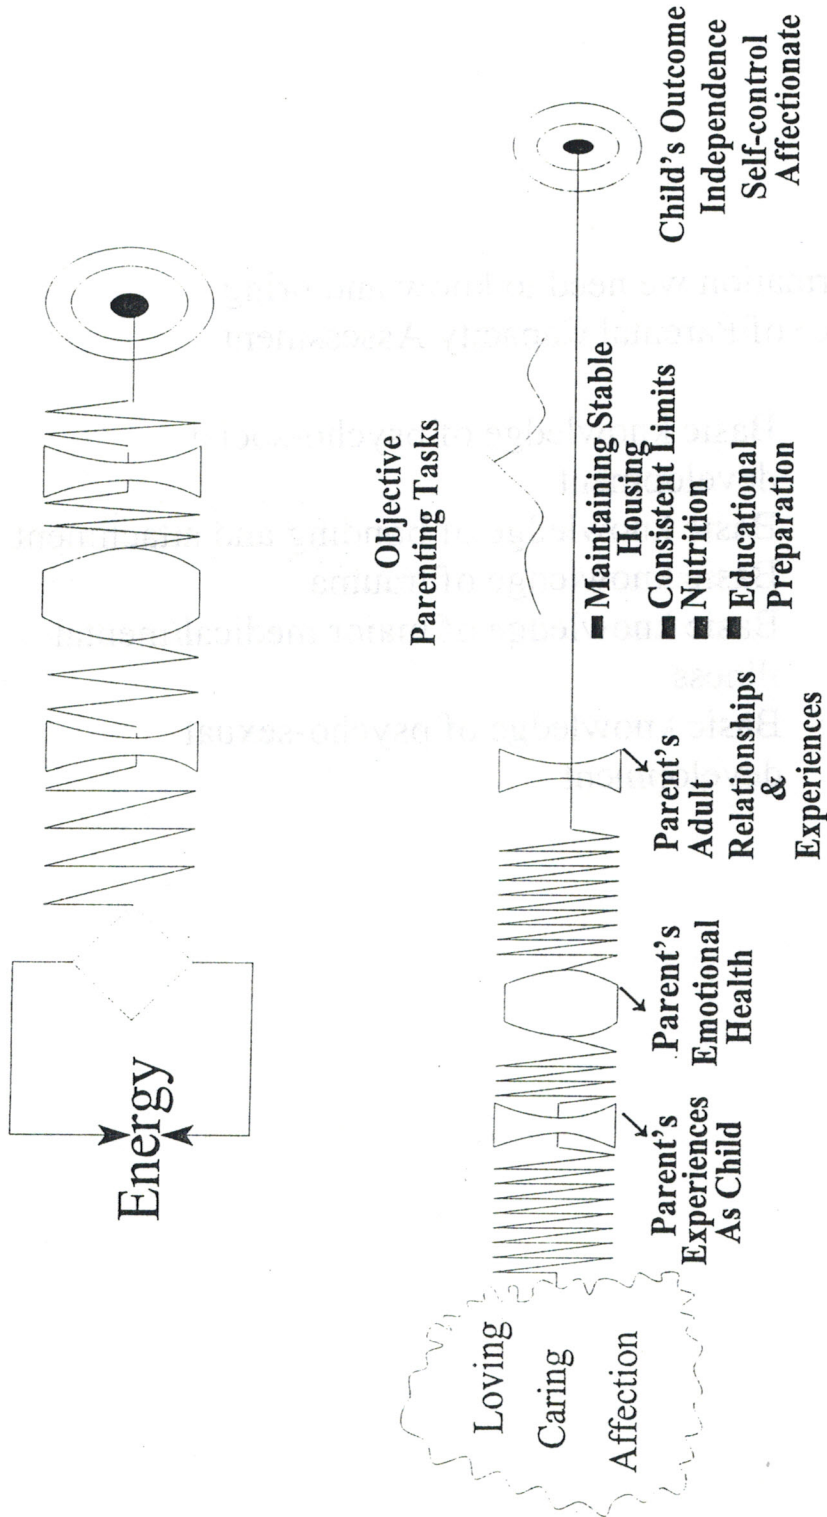 Energy
Objective
Parenting Tasks
Loving
Caring
Affection
Parent's
Experiences
As Child
Parent's
Emotional
Health
Parent's
Adult
Relationships
&
Experiences
■ Maintaining Stable
Housing
■ Consistent Limits
■ Nutrition
■ Educational
Preparation
Child's Outcome
Independence
Self-control
Affectionate